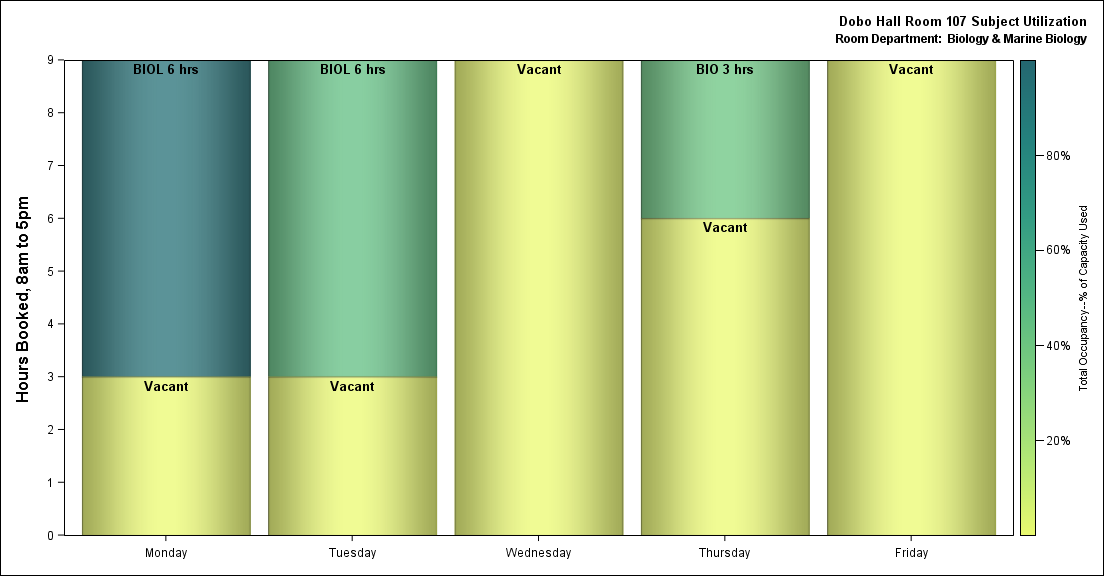 Dobo Hall Room 107 Subject Utilization
Room Department: Biology & Marine Biology
Hours Booked, 8am to 5pm
9
8
7
6
5
4
3
2
1
0
BIOL 6 hrs
Vacant
BIOL 6 hrs
Vacant
Vacant
BIO 3 hrs
Vacant
Vacant
Monday
Tuesday
Wednesday
Thursday
Friday
80%
60%
40%
20%
Total Occupancy--% of Capacity Used